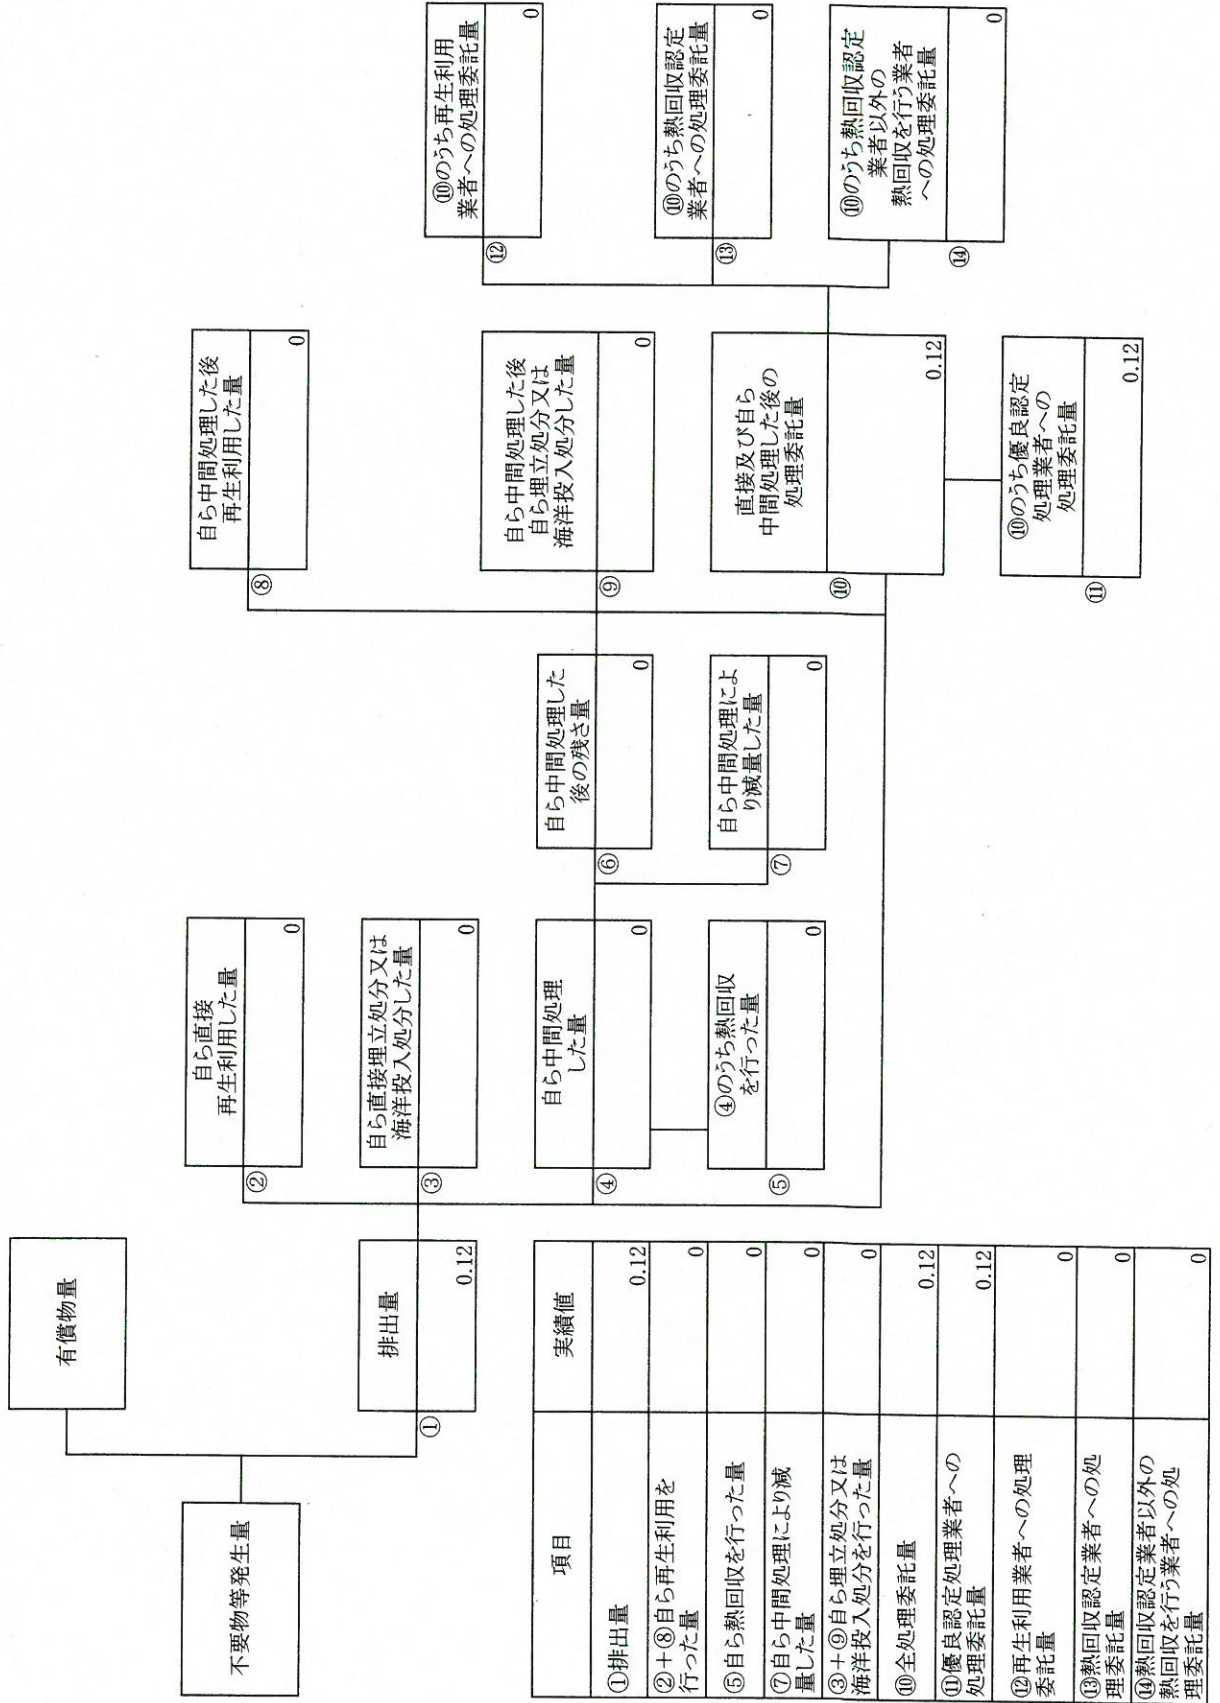 不要物等発生量
有償物量
排出量
①
0.12
自ら直接
再生利用した量
②
0
自ら直接埋立処分又は
海洋投入処分した量
③
0
自ら中間処理
した量
④
0
④のうち熱回収
を行った量
⑤
0
自ら中間処理した
後の残さ量
⑥
0
自ら中間処理によ
り減量した量
⑦
0
自ら中間処理した後
再生利用した量
⑧
0
自ら中間処理した後
自ら埋立処分又は
海洋投入処分した量
⑨
0
直接及び自ら
中間処理した後の
処理委託量
⑩
0.12
⑩のうち優良認定
処理業者への
処理委託量
⑪
0.12
⑩のうち再生利用
業者への処理委託量
⑫
0
⑩のうち熱回収認定
業者への処理委託量
⑬
0
⑩のうち熱回収認定
業者以外の
熱回収を行う業者
への処理委託量
⑭
0
項目 実績値
①排出量 0.12
②+⑧自ら再生利用を
行った量 0
⑤自ら熱回収を行った量 0
⑦自ら中間処理により減
量した量 0
③+⑨自ら埋立処分又は
海洋投入処分を行った量 0
⑩全処理委託量 0.12
⑪優良認定処理業者への
処理委託量 0.12
⑫再生利用業者への処理
委託量 0
⑬熱回収認定業者への処
理委託量 0
⑭熱回収認定業者以外の
熱回収を行う業者への処
理委託量 0